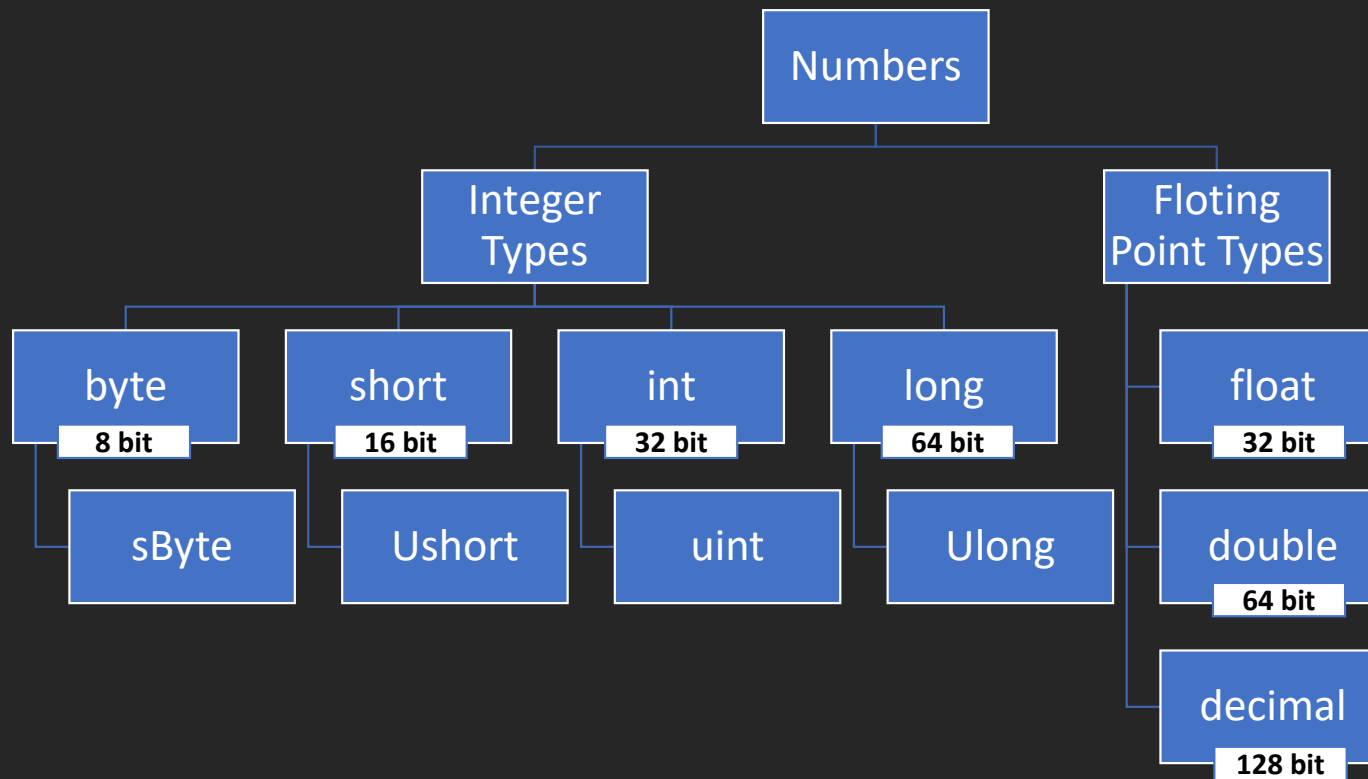 Numbers
Integer
Types
Floting
Point Types
byte
8 bit
short
16 bit
int
32 bit
long
64 bit
float
32 bit
sByte
Ushort
uint
Ulong
double
64 bit
decimal
128 bit